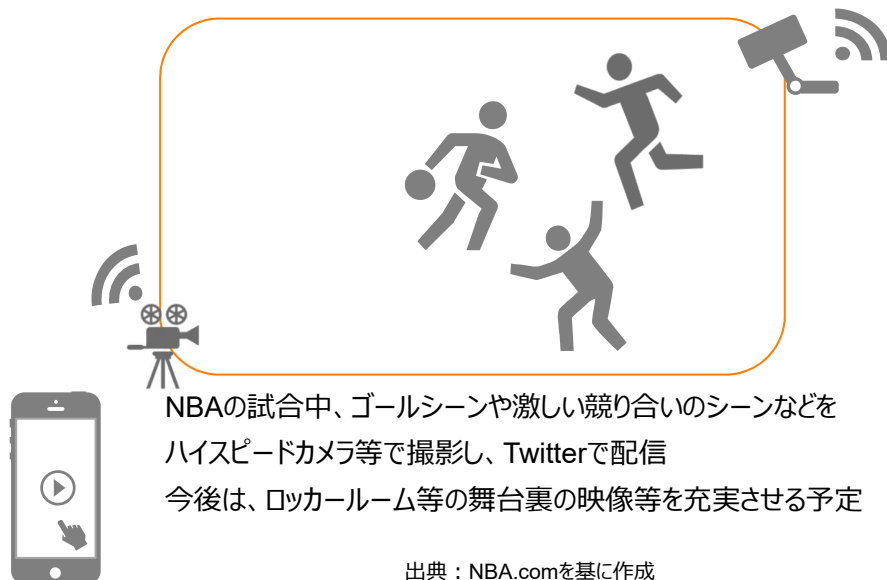 NBAの試合中、ゴールシーンや激しい競り合いのシーンなどを
ハイスピードカメラ等で撮影し、Twitterで配信
今後は、ロッカールーム等の舞台裏の映像等を充実させる予定
出典：NBA.comを基に作成